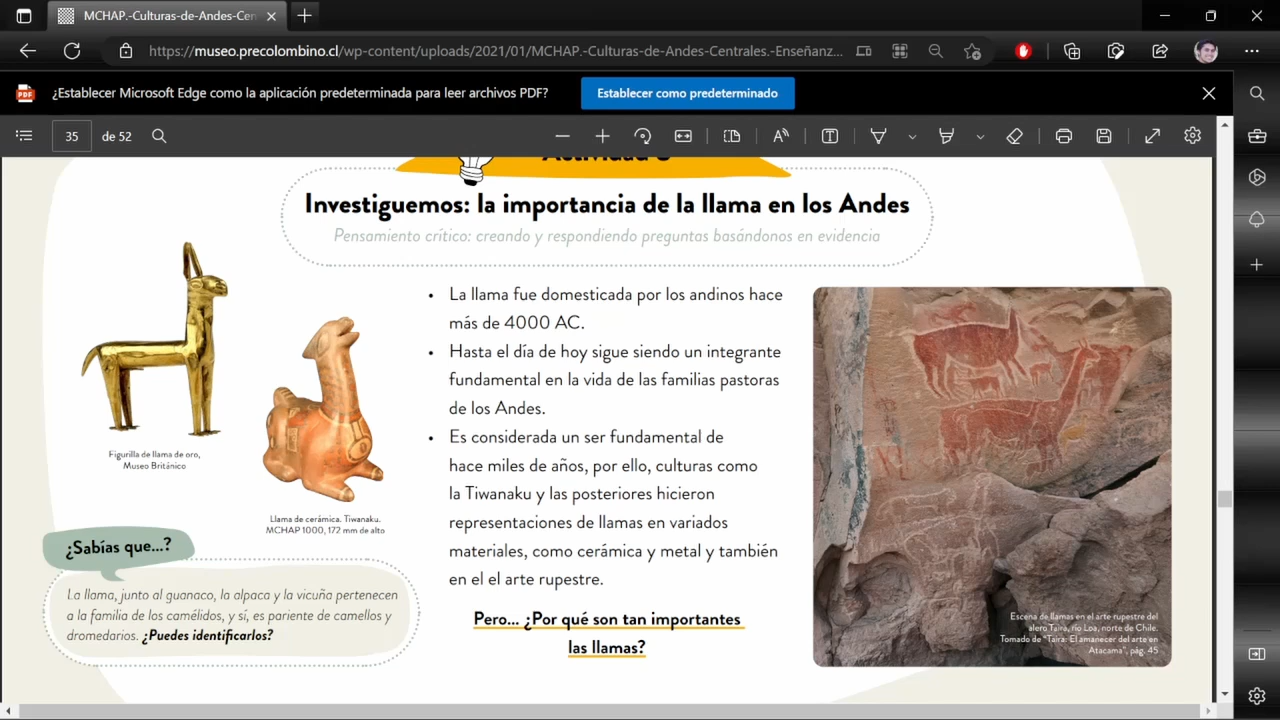 MCHAP.-Culturas-de-Andes-Cen
https://museo.precolombino.cl/wp-content/uploads/2021/01/MCHAP.-Culturas-de-Andes-Centrales.-Enseñanz...
PDF
¿Establecer Microsoft Edge como la aplicación predeterminada para leer archivos PDF?
Establecer como predeterminado
35 de 52
Investiguemos: la importancia de la llama en los Andes
Pensamiento crítico: creando y respondiendo preguntas basándonos en evidencia
• La llama fue domesticada por los andinos hace
más de 4000 AC.
• Hasta el día de hoy sigue siendo un integrante
fundamental en la vida de las familias pastoras
de los Andes.
• Es considerada un ser fundamental de
hace miles de años, por ello, culturas como
la Tiwanaku y las posteriores hicieron
representaciones de llamas en variados
materiales, como cerámica y metal y también
en el el arte rupestre.
Pero... ¿Por qué son tan importantes
las llamas?
Figurilla de llama de oro,
Museo Británico
Llama de cerámica. Tiwanaku.
MCHAP 1000, 172 mm de alto
¿Sabías que...?
La llama, junto al guanaco, la alpaca y la vicuña pertenecen
a la familia de los camélidos, y sí, es pariente de camellos y
dromedarios. ¿Puedes identificarlos?
Escena de llamas en el arte rupestre del
alero Taira, río Loa, norte de Chile.
Tomado de "Taira: El amanecer del arte en
Atacama", pág. 45